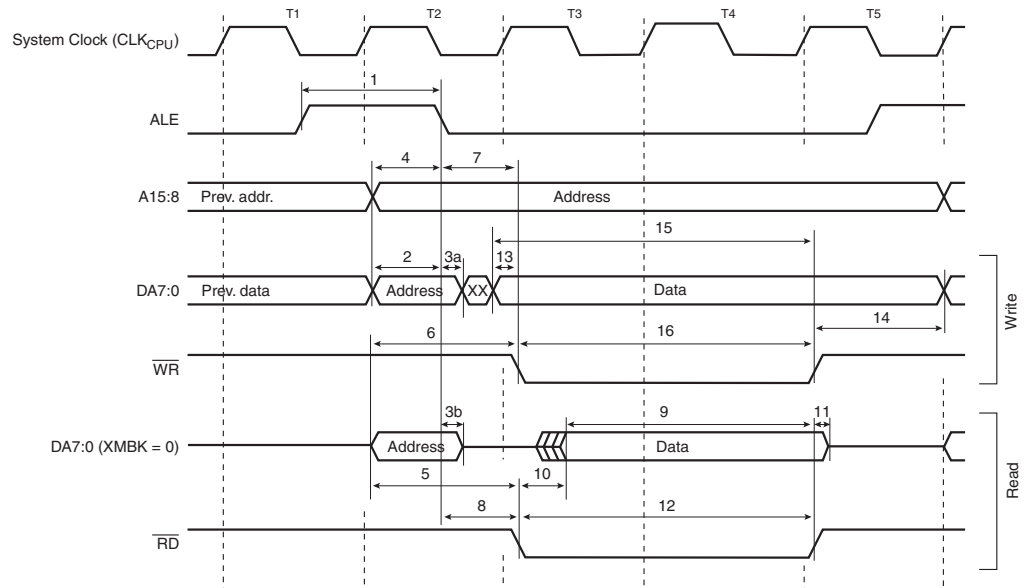 T1 T2 T3 T4 T5
System Clock (CLKCPU)
1
ALE
4 7
A15:8 Prev. addr. Address
15
2 3a 13
DA7:0 Prev. data Address XX Data
14
6 16
WR
Write
3b 9 11
DA7:0 (XMBK = 0) Address Data
5 10
8 12
RD
Read